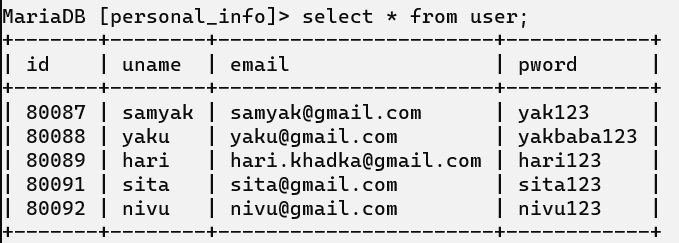 MariaDB [personal_info]> select * from user;
+-------+--------+-----------------------+------------+
| id    | uname  | email                 | pword      |
+-------+--------+-----------------------+------------+
| 80087 | samyak | samyak@gmail.com      | yak123     |
| 80088 | yaku   | yaku@gmail.com        | yakbaba123 |
| 80089 | hari   | hari.khadka@gmail.com | hari123    |
| 80091 | sita   | sita@gmail.com        | sita123    |
| 80092 | nivu   | nivu@gmail.com        | nivu123    |
+-------+--------+-----------------------+------------+